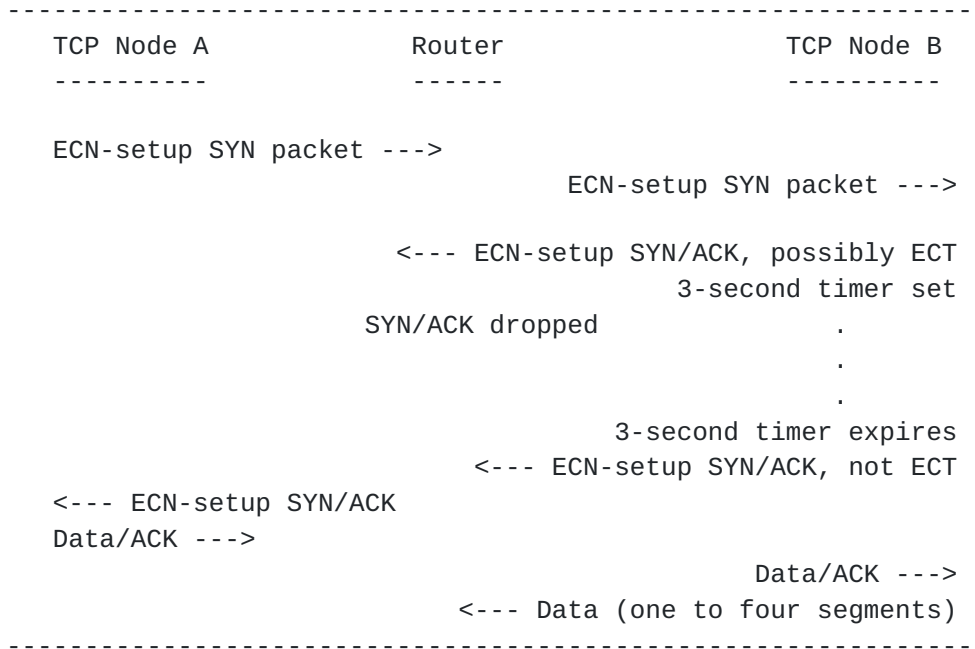 ---------------------------------------------------------------
TCP Node A             Router                  TCP Node B
----------             ------                  ----------
ECN-setup SYN packet --->
ECN-setup SYN packet --->
<--- ECN-setup SYN/ACK, possibly ECT
3-second timer set
SYN/ACK dropped               .
.
.
3-second timer expires
<--- ECN-setup SYN/ACK, not ECT
<--- ECN-setup SYN/ACK
Data/ACK --->
Data/ACK --->
<--- Data (one to four segments)
---------------------------------------------------------------